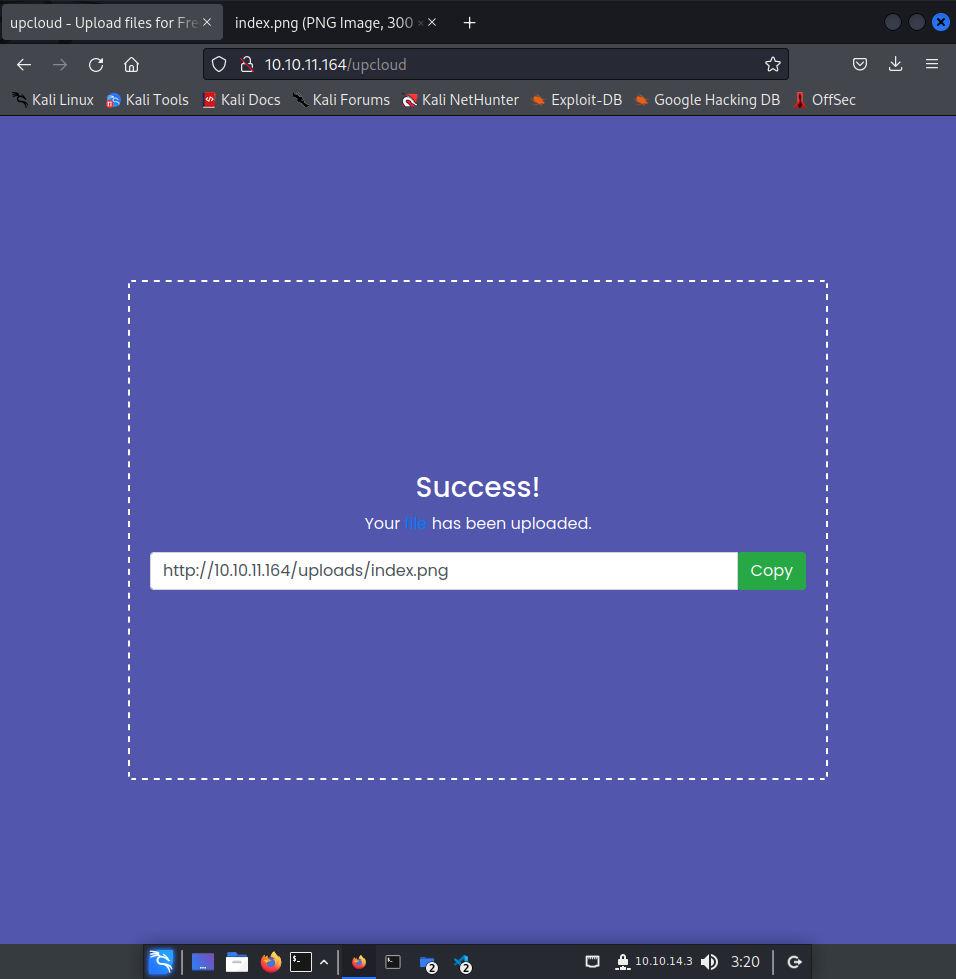 upcloud - Upload files for Fre
index.png (PNG Image, 300
10.10.11.164/upcloud
Kali Linux Kali Tools Kali Docs Kali Forums Kali NetHunter Exploit-DB Google Hacking DB OffSec
Success!
Your file has been uploaded.
http://10.10.11.164/uploads/index.png Copy
2 2 10.10.14.3 3:20